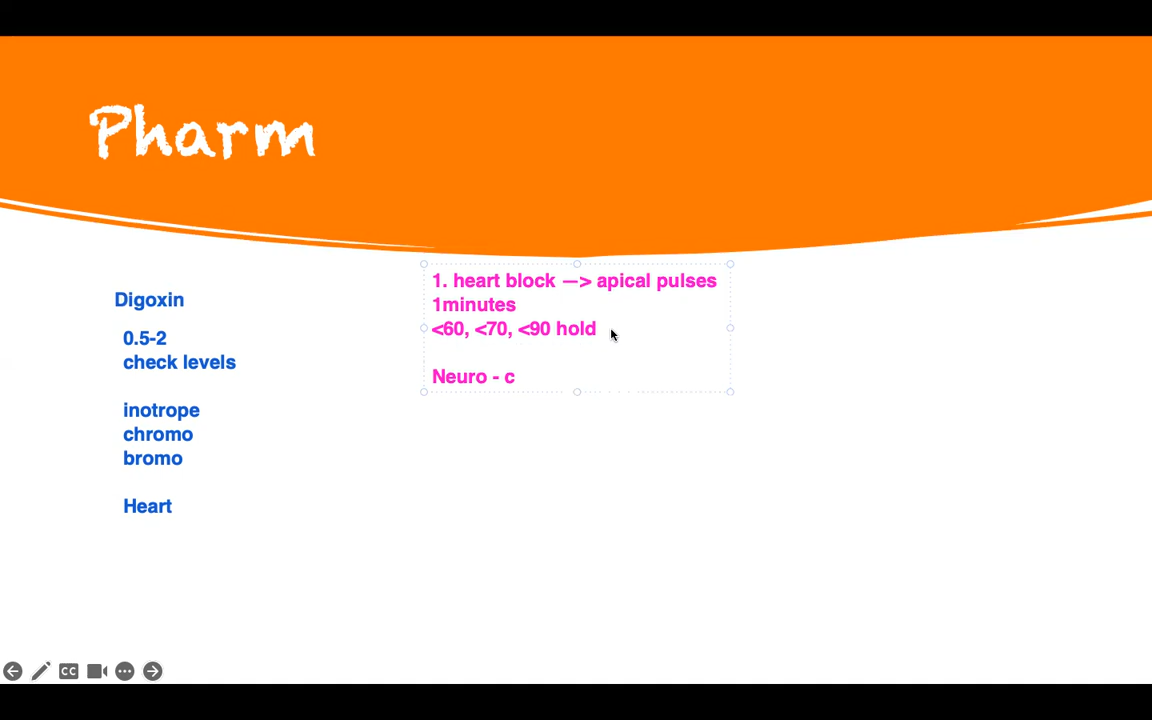 Pharm
Digoxin
0.5-2
check levels
inotrope
chromo
bromo
Heart
1. heart block —> apical pulses
1minutes
<60, <70, <90 hold
Neuro - c
CC